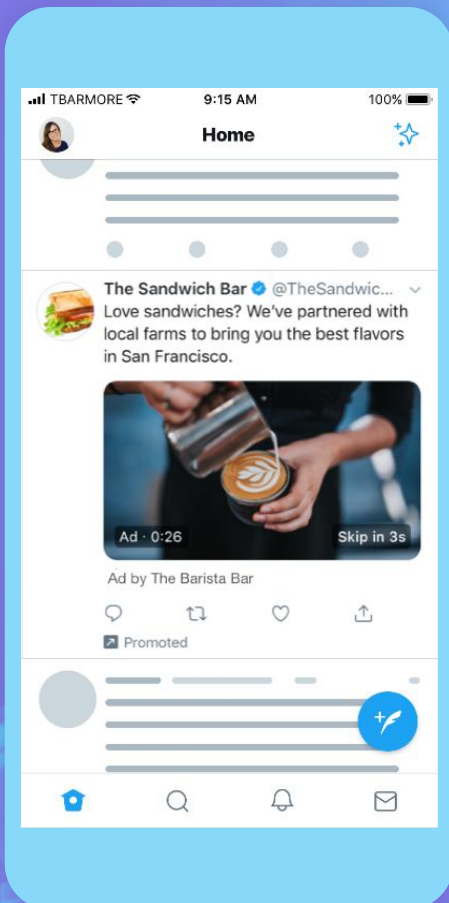 TBARMORE 9:15 AM 100%
Home
The Sandwich Bar @TheSandwic...
Love sandwiches? We've partnered with
local farms to bring you the best flavors
in San Francisco.
Ad · 0:26 Skip in 3s
Ad by The Barista Bar
Promoted